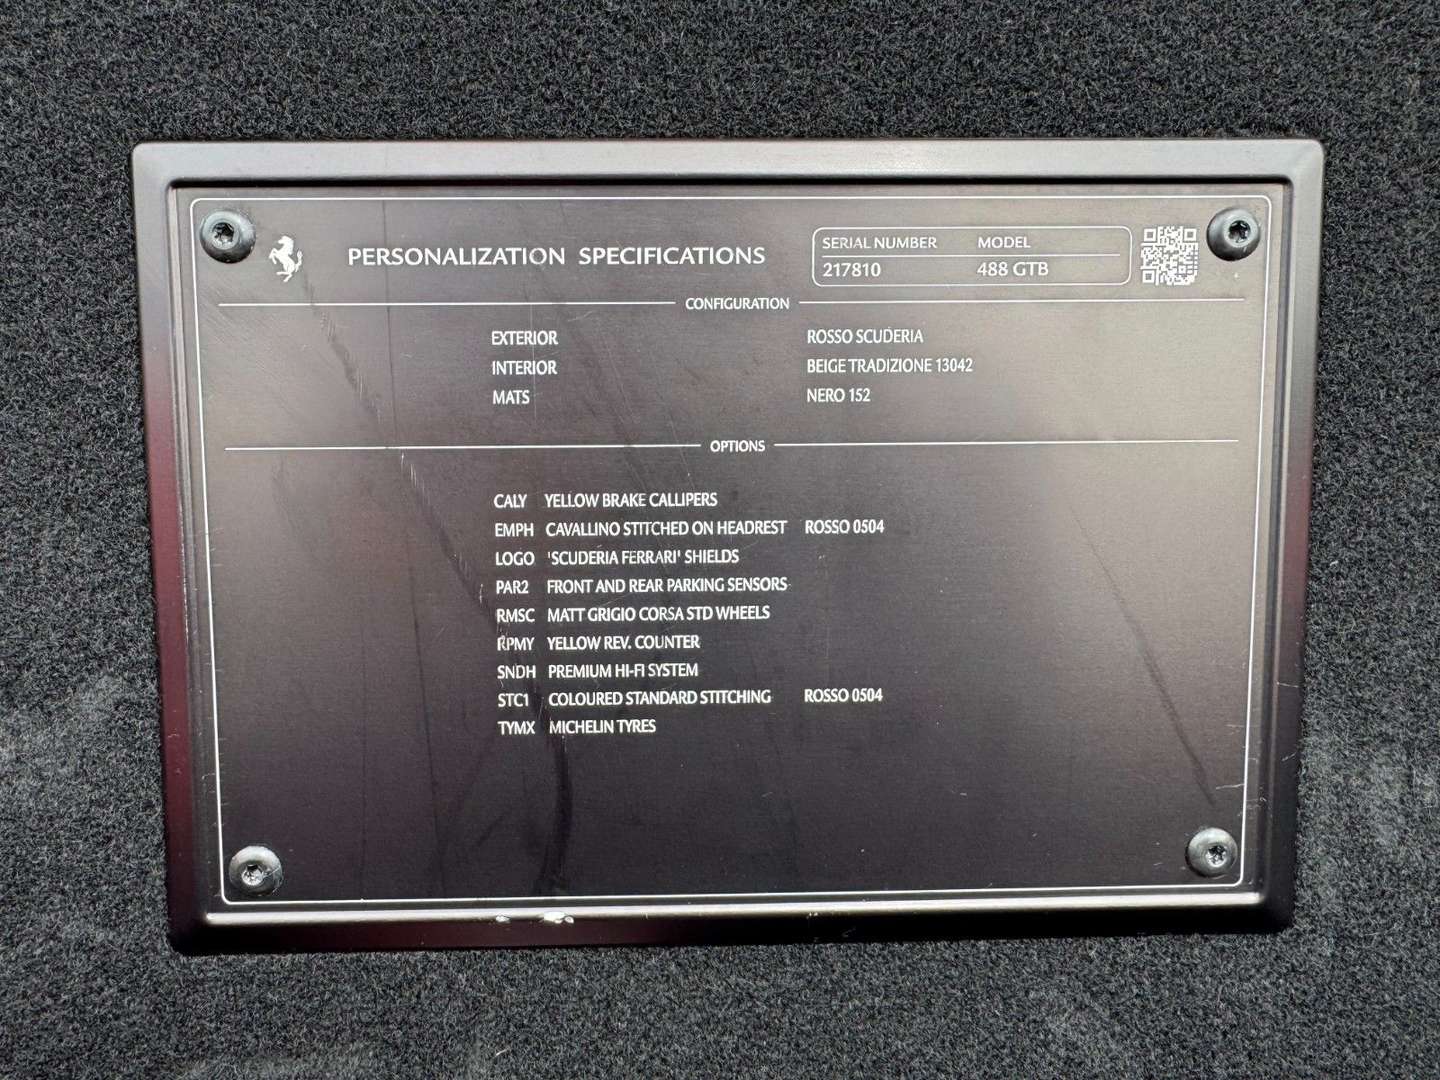 PERSONALIZATION SPECIFICATIONS
SERIAL NUMBER MODEL
217810 488 GTB
CONFIGURATION
EXTERIOR ROSSO SCUDERIA
INTERIOR BEIGE TRADIZIONE 13042
MATS NERO 152
OPTIONS
CALY YELLOW BRAKE CALLIPERS
EMPH CAVALLINO STITCHED ON HEADREST ROSSO 0504
LOGO 'SCUDERIA FERRARI' SHIELDS
PAR2 FRONT AND REAR PARKING SENSORS
RMSC MATT GRIGIO CORSA STD WHEELS
RPMY YELLOW REV. COUNTER
SNDH PREMIUM HI-FI SYSTEM
STC1 COLOURED STANDARD STITCHING ROSSO 0504
TYMX MICHELIN TYRES